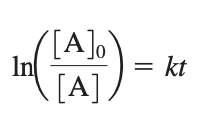 ln([A]₀/[A]) = kt